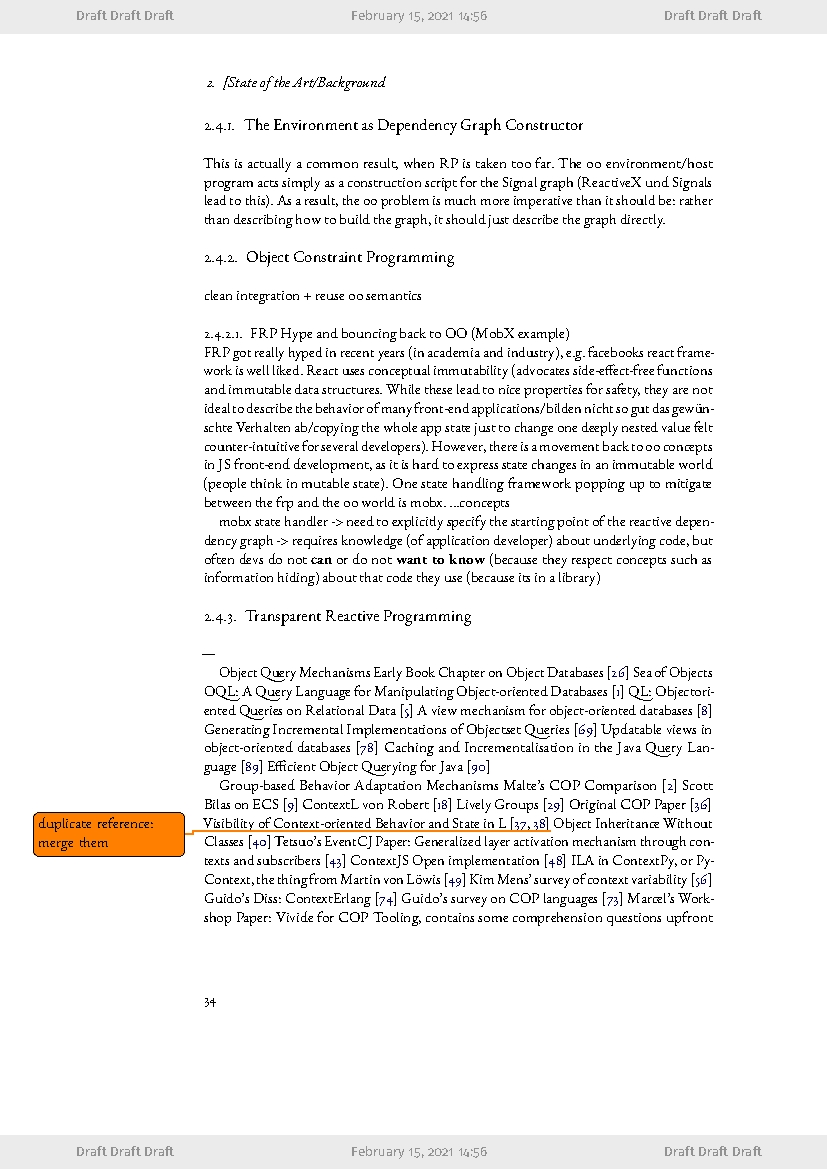 Draft Draft Draft February 15, 2021 14:56 Draft Draft Draft
2. [State of the Art/Background
2.4.1. The Environment as Dependency Graph Constructor
This is actually a common result, when RP is taken too far. The oo environment/host
program acts simply as a construction script for the Signal graph (ReactiveX und Signals
lead to this). As a result, the oo problem is much more imperative than it should be: rather
than describing how to build the graph, it should just describe the graph directly.
2.4.2. Object Constraint Programming
clean integration + reuse oo semantics
2.4.2.1. FRP Hype and bouncing back to OO (MobX example)
FRP got really hyped in recent years (in academia and industry), e.g. facebooks react frame-
work is well liked. React uses conceptual immutability (advocates side-effect-free functions
and immutable data structures. While these lead to nice properties for safety, they are not
ideal to describe the behavior of many front-end applications/bilden nicht so gut das gewün-
schte Verhalten ab/copying the whole app state just to change one deeply nested value felt
counter-intuitive for several developers). However, there is a movement back to oo concepts
in JS front-end development, as it is hard to express state changes in an immutable world
(people think in mutable state). One state handling framework popping up to mitigate
between the frp and the oo world is mobx. ...concepts
mobx state handler -> need to explicitly specify the starting point of the reactive depen-
dency graph -> requires knowledge (of application developer) about underlying code, but
often devs do not can or do not want to know (because they respect concepts such as
information hiding) about that code they use (because its in a library)
2.4.3. Transparent Reactive Programming
—
Object Query Mechanisms Early Book Chapter on Object Databases [26] Sea of Objects
OQL: A Query Language for Manipulating Object-oriented Databases [1] QL: Objectori-
ented Queries on Relational Data [5] A view mechanism for object-oriented databases [8]
Generating Incremental Implementations of Objectset Queries [69] Updatable views in
object-oriented databases [78] Caching and Incrementalisation in the Java Query Lan-
guage [89] Efficient Object Querying for Java [90]
Group-based Behavior Adaptation Mechanisms Malte's COP Comparison [2] Scott
Bilas on ECS [9] ContextL von Robert [18] Lively Groups [29] Original COP Paper [36]
duplicate reference:
merge them
Visibility of Context-oriented Behavior and State in L [37, 38] Object Inheritance Without
Classes [40] Tetsuo's EventCJ Paper: Generalized layer activation mechanism through con-
texts and subscribers [43] ContextJS Open implementation [48] ILA in ContextPy, or Py-
Context, the thing from Martin von Löwis [49] Kim Mens' survey of context variability [56]
Guido's Diss: ContextErlang [74] Guido's survey on COP languages [73] Marcel's Work-
shop Paper: Vivide for COP Tooling, contains some comprehension questions upfront
34
Draft Draft Draft February 15, 2021 14:56 Draft Draft Draft